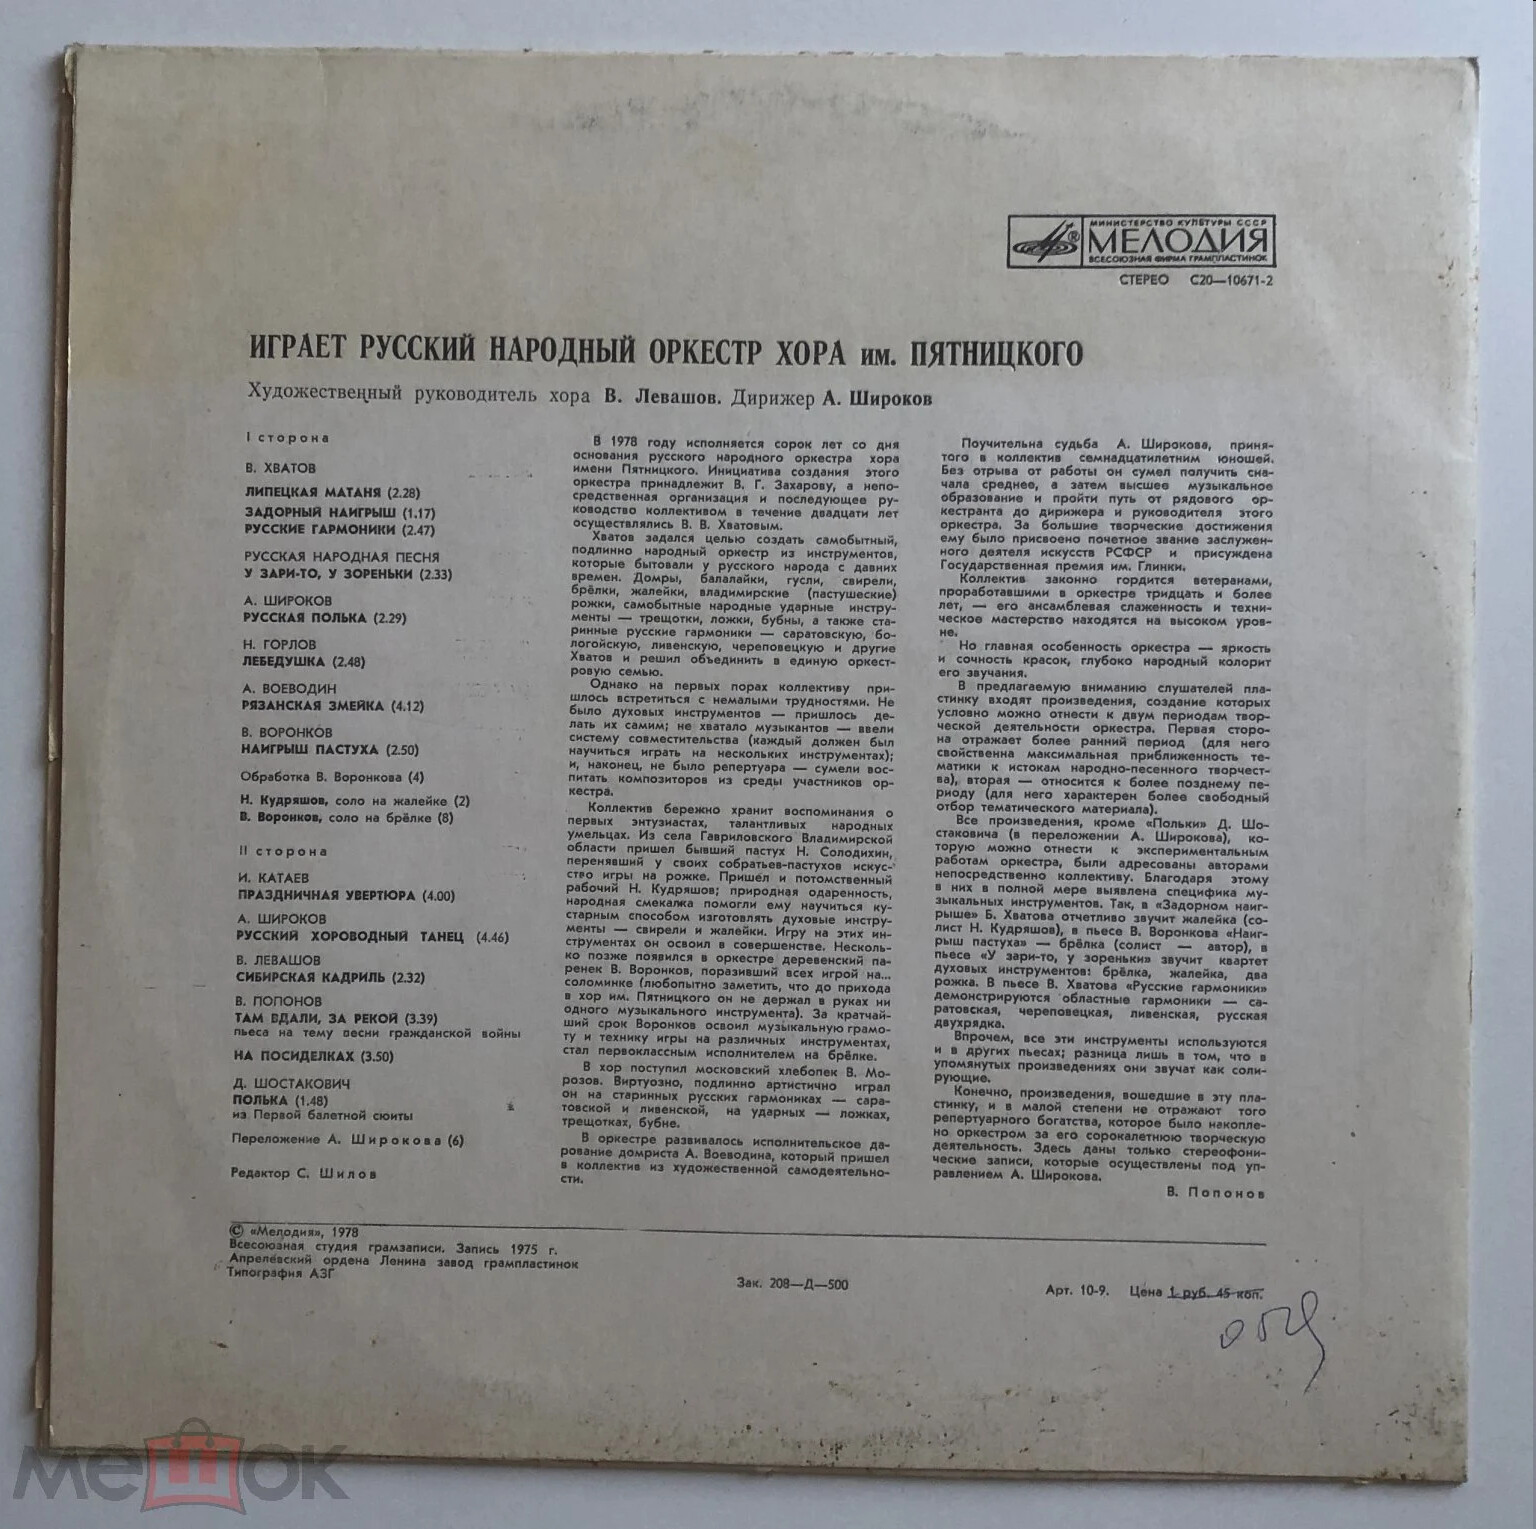 МИНИСТЕРСТВО КУЛЬТУРЫ СССР
МЕЛОДИЯ
ВСЕСОЮЗНАЯ ФИРМА ГРАМПЛАСТИНОК
СТЕРЕО С20—10671-2
ИГРАЕТ РУССКИЙ НАРОДНЫЙ ОРКЕСТР ХОРА им. ПЯТНИЦКОГО
Художественный руководитель хора В. Левашов. Дирижер А. Широков
I сторона
В. ХВАТОВ
ЛИПЕЦКАЯ МАТАНЯ (2.28)
ЗАДОРНЫЙ НАИГРЫШ (1.17)
РУССКИЕ ГАРМОНИКИ (2.47)
РУССКАЯ НАРОДНАЯ ПЕСНЯ
У ЗАРИ-ТО, У ЗОРЕНЬКИ (2.33)
А. ШИРОКОВ
РУССКАЯ ПОЛЬКА (2.29)
Н. ГОРЛОВ
ЛЕБЕДУШКА (2.48)
А. ВОЕВОДИН
РЯЗАНСКАЯ ЗМЕЙКА (4.12)
В. ВОРОНКОВ
НАИГРЫШ ПАСТУХА (2.50)
Обработка В. Воронкова (4)
Н. Кудряшов, соло на жалейке (2)
В. Воронков, соло на брёлке (8)
II сторона
И. КАТАЕВ
ПРАЗДНИЧНАЯ УВЕРТЮРА (4.00)
А. ШИРОКОВ
РУССКИЙ ХОРОВОДНЫЙ ТАНЕЦ (4.46)
В. ЛЕВАШОВ
СИБИРСКАЯ КАДРИЛЬ (2.32)
В. ПОПОНОВ
ТАМ ВДАЛИ, ЗА РЕКОЙ (3.39)
пьеса на тему песни гражданской войны
НА ПОСИДЕЛКАХ (3.50)
Д. ШОСТАКОВИЧ
ПОЛЬКА (1.48)
из Первой балетной сюиты
Переложение А. Широкова (6)
Редактор С. Шилов
В 1978 году исполняется сорок лет со дня
основания русского народного оркестра хора
имени Пятницкого. Инициатива создания этого
оркестра принадлежит В. Г. Захарову, а непо-
средственная организация и последующее ру-
ководство коллективом в течение двадцати лет
осуществлялись В. В. Хватовым.
Хватов задался целью создать самобытный,
подлинно народный оркестр из инструментов,
которые бытовали у русского народа с давних
времен. Домры, балалайки, гусли, свирели,
брёлки, жалейки, владимирские (пастушеские)
рожки, самобытные народные ударные инстру-
менты — трещотки, ложки, бубны, а также ста-
ринные русские гармоники — саратовскую, бо-
логойскую, ливенскую, череповецкую и другие
Хватов и решил объединить в единую оркест-
ровую семью.
Однако на первых порах коллективу при-
шлось встретиться с немалыми трудностями. Не
было духовых инструментов — пришлось де-
лать их самим; не хватало музыкантов — ввели
систему совместительства (каждый должен был
научиться играть на нескольких инструментах);
и, наконец, не было репертуара — сумели вос-
питать композиторов из среды участников ор-
кестра.
Коллектив бережно хранит воспоминания о
первых энтузиастах, талантливых народных
умельцах. Из села Гавриловского Владимирской
области пришел бывший пастух Н. Солодихин,
перенявший у своих собратьев-пастухов искус-
ство игры на рожке. Пришёл и потомственный
рабочий Н. Кудряшов; природная одаренность,
народная смекалка помогли ему научиться ку-
старным способом изготовлять духовые инстру-
менты — свирели и жалейки. Игру на этих ин-
струментах он освоил в совершенстве. Несколь-
ко позже появился в оркестре деревенский па-
ренек В. Воронков, поразивший всех игрой на...
соломинке (любопытно заметить, что до прихода
в хор им. Пятницкого он не держал в руках ни
одного музыкального инструмента). За кратчай-
ший срок Воронков освоил музыкальную грамо-
ту и технику игры на различных инструментах,
стал первоклассным исполнителем на брёлке.
В хор поступил московский хлебопек В. Мо-
розов. Виртуозно, подлинно артистично играл
он на старинных русских гармониках — сара-
товской и ливенской, на ударных — ложках,
трещотках, бубне.
В оркестре развивалось исполнительское да-
рование домриста А. Воеводина, который пришел
в коллектив из художественной самодеятельно-
сти.
Поучительна судьба А. Широкова, приня-
того в коллектив семнадцатилетним юношей.
Без отрыва от работы он сумел получить сна-
чала среднее, а затем высшее музыкальное
образование и пройти путь от рядового ор-
кестранта до дирижера и руководителя этого
оркестра. За большие творческие достижения
ему было присвоено почетное звание заслужен-
ного деятеля искусств РСФСР и присуждена
Государственная премия им. Глинки.
Коллектив законно гордится ветеранами,
проработавшими в оркестре тридцать и более
лет, — его ансамблевая слаженность и техни-
ческое мастерство находятся на высоком уров-
не.
Но главная особенность оркестра — яркость
и сочность красок, глубоко народный колорит
его звучания.
В предлагаемую вниманию слушателей пла-
стинку входят произведения, создание которых
условно можно отнести к двум периодам твор-
ческой деятельности оркестра. Первая сторо-
на отражает более ранний период (для него
свойственна максимальная приближенность те-
матики к истокам народно-песенного творчест-
ва), вторая — относится к более позднему пе-
риоду (для него характерен более свободный
отбор тематического материала).
Все произведения, кроме «Польки» Д. Шо-
стаковича (в переложении А. Широкова), ко-
торую можно отнести к экспериментальным
работам оркестра, были адресованы авторами
непосредственно коллективу. Благодаря этому
в них в полной мере выявлена специфика му-
зыкальных инструментов. Так, в «Задорном наиг-
рыше» Б. Хватова отчетливо звучит жалейка (со-
лист Н. Кудряшов), в пьесе В. Воронкова «Наиг-
рыш пастуха» — брёлка (солист — автор), в
пьесе «У зари-то, у зореньки» звучит квартет
духовых инструментов: брёлка, жалейка, два
рожка. В пьесе В. Хватова «Русские гармоники»
демонстрируются областные гармоники — са-
ратовская, череповецкая, ливенская, русская
двухрядка.
Впрочем, все эти инструменты используются
и в других пьесах; разница лишь в том, что в
упомянутых произведениях они звучат как соли-
рующие.
Конечно, произведения, вошедшие в эту пла-
стинку, и в малой степени не отражают того
репертуарного богатства, которое было накопле-
но оркестром за его сорокалетнюю творческую
деятельность. Здесь даны только стереофони-
ческие записи, которые осуществлены под уп-
равлением А. Широкова.
В. Попонов
© «Мелодия», 1978
Всесоюзная студия грамзаписи. Запись 1975 г.
Апрелевский ордена Ленина завод грампластинок
Типография АЗГ
Зак. 208—Д—500
Арт. 10-9. Цена 1 руб. 45 коп.
мешок